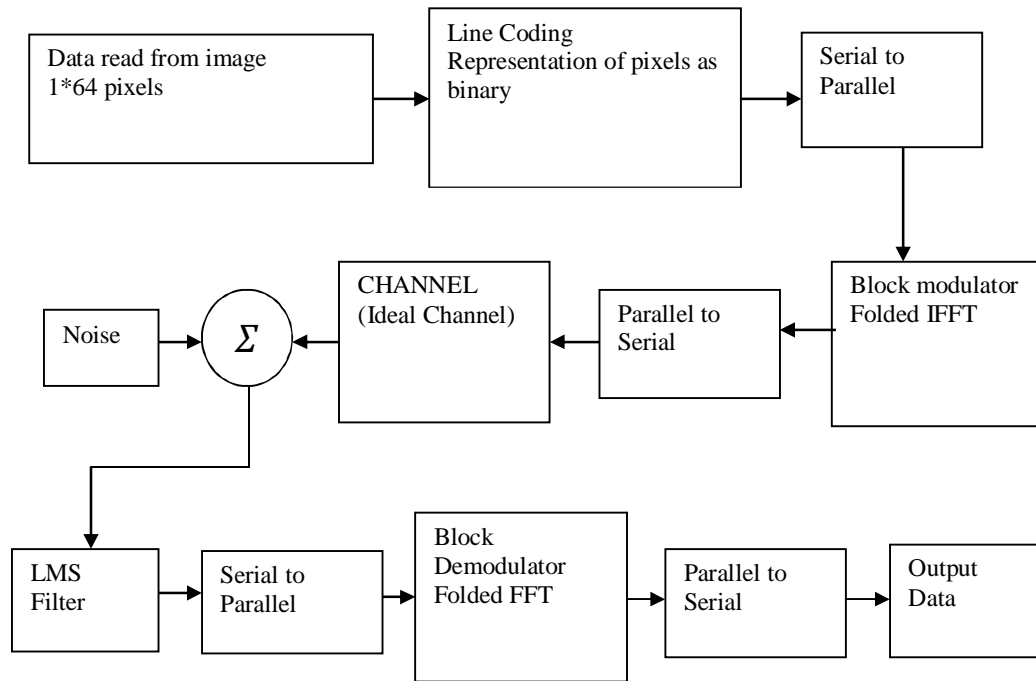 Data read from image
1*64 pixels
Line Coding
Representation of pixels as
binary
Serial to
Parallel
Block modulator
Folded IFFT
Parallel to
Serial
CHANNEL
(Ideal Channel)
Σ
Noise
LMS
Filter
Serial to
Parallel
Block
Demodulator
Folded FFT
Parallel to
Serial
Output
Data